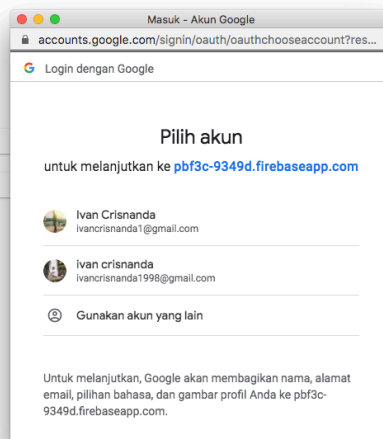 Masuk - Akun Google
accounts.google.com/signin/oauth/oauthchooseaccount?res...
Login dengan Google
Pilih akun
untuk melanjutkan ke pbf3c-9349d.firebaseapp.com
Ivan Crisnanda
ivancrisnanda1@gmail.com
ivan crisnanda
ivancrisnanda1998@gmail.com
Gunakan akun yang lain
Untuk melanjutkan, Google akan membagikan nama, alamat
email, pilihan bahasa, dan gambar profil Anda ke pbf3c-
9349d.firebaseapp.com.